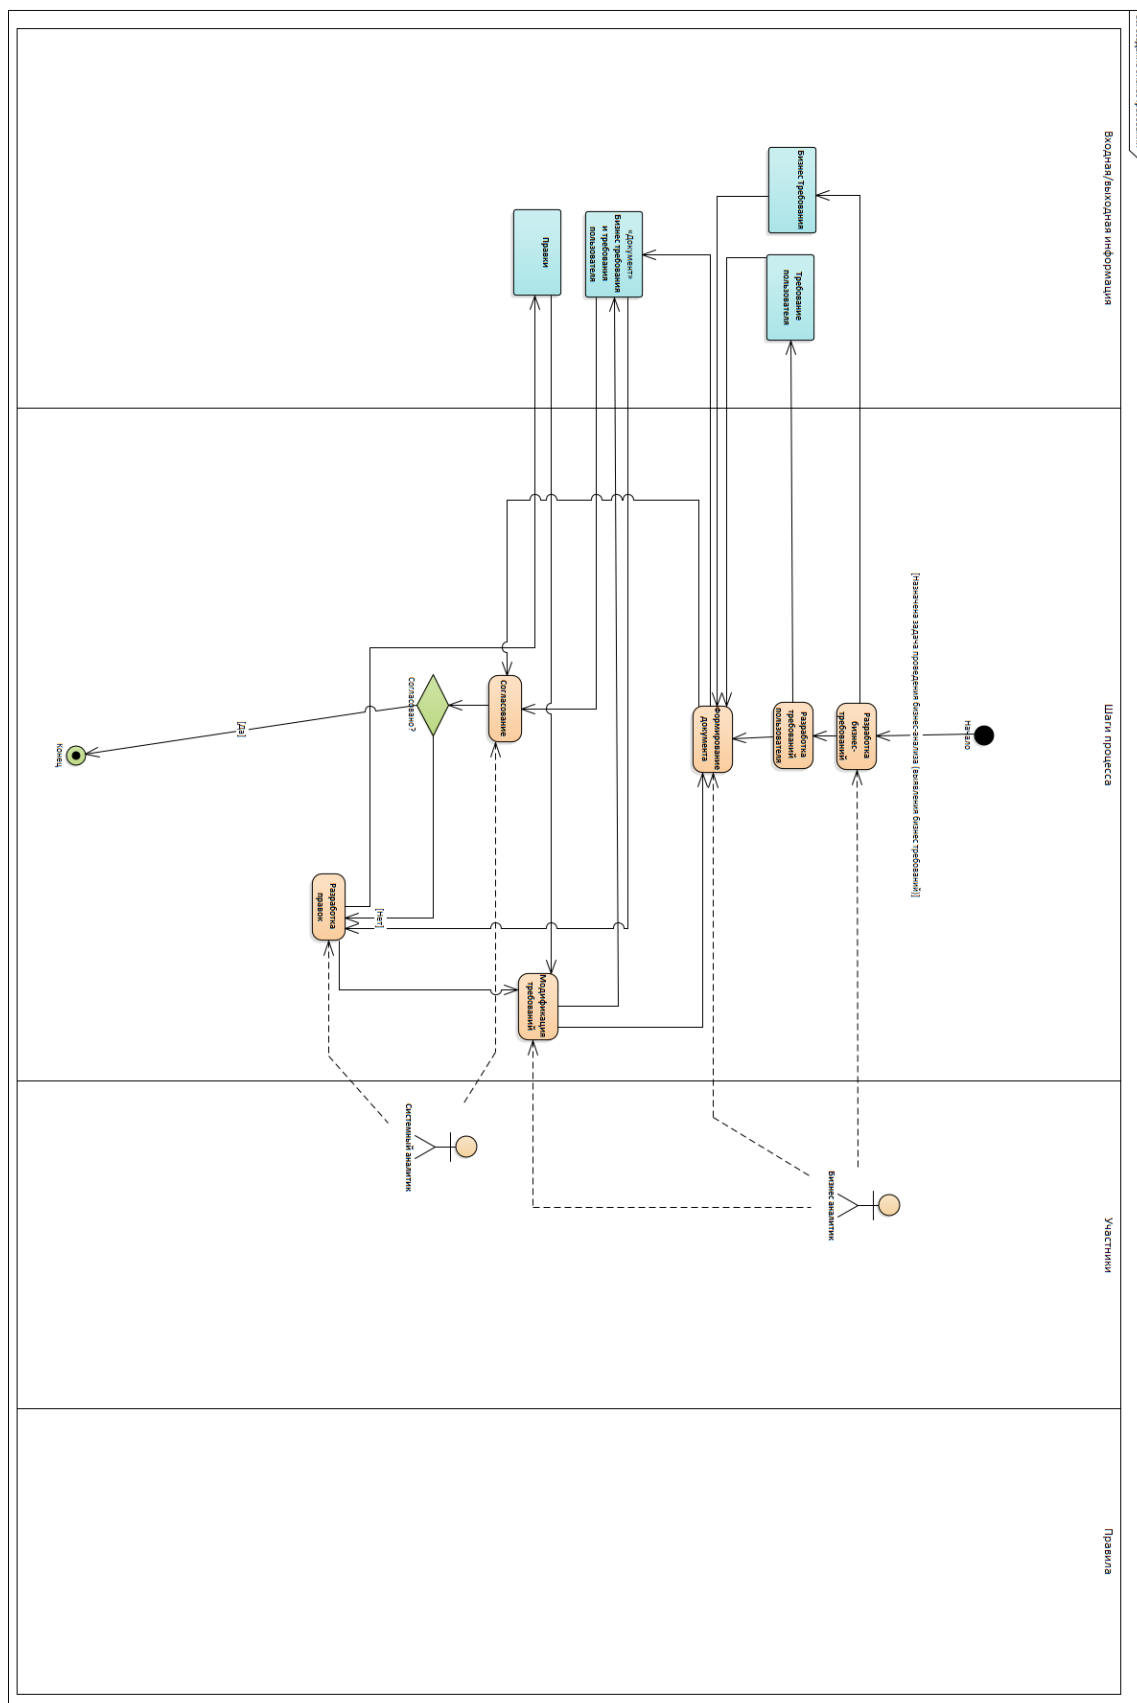 Входная/выходная информация
Шаги процесса
Участники
Правила
Начало
[назначена задача проведения бизнес-анализа (выявления бизнес требований)]
Разработка
бизнес-
требований
Бизнес Требования
Разработка
требований
пользователя
Требование
пользователя
Формирование
документа
«Документ»
Бизнес требования
и требования
пользователя
Правки
Согласование
Согласовано?
[Да]
[Нет]
Конец
Разработка
правок
Модификация
требований
Бизнес аналитик
Системный аналитик